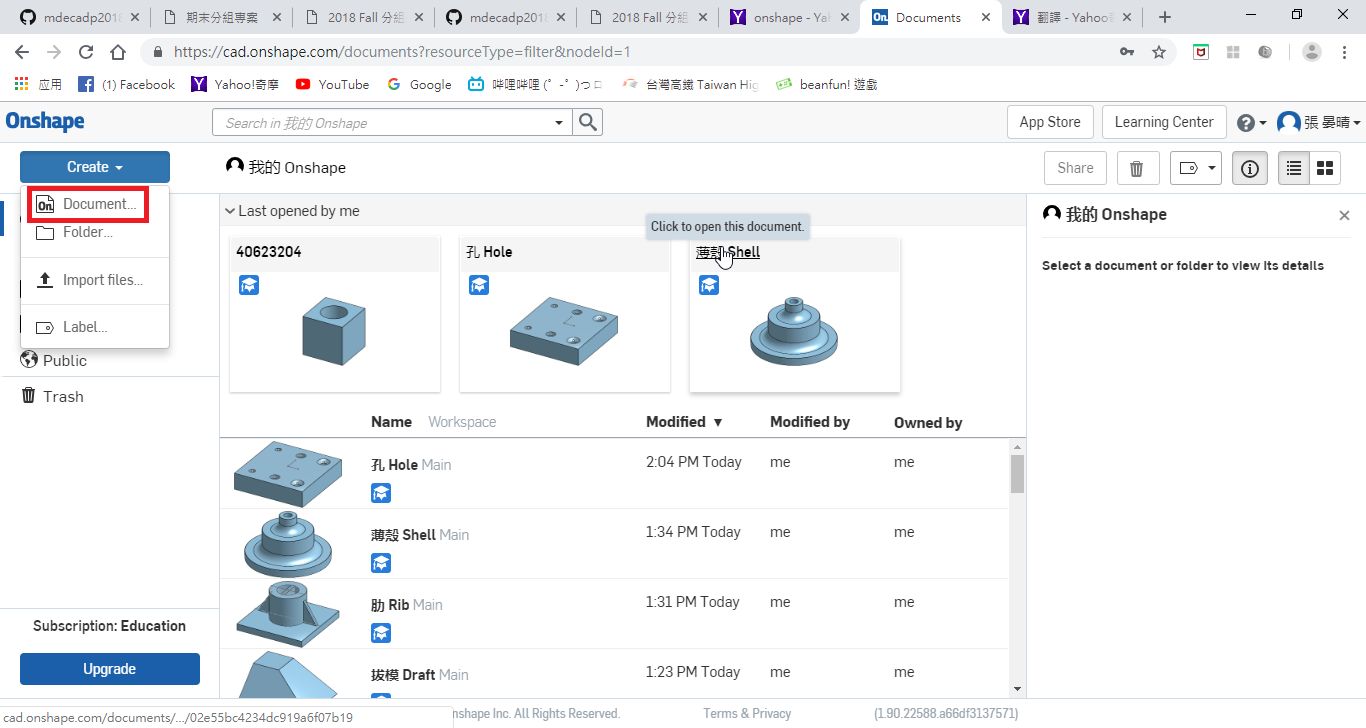 mdecadp2018
期末分組專案
2018 Fall 分組
mdecadp2018
2018 Fall 分組
onshape - Ya
Documents
翻譯 - Yahoo
https://cad.onshape.com/documents?resourceType=filter&nodeId=1
应用
(1) Facebook
Yahoo!奇摩
YouTube
Google
哔哩哔哩 (゜-゜)つロ
台灣高鐵 Taiwan Hig
beanfun! 遊戲
Onshape
Search in 我的 Onshape
App Store
Learning Center
張 晏晴
Create
我的 Onshape
Share
Document...
Folder...
Import files...
Label...
Public
Trash
Subscription: Education
Upgrade
Last opened by me
Click to open this document.
40623204
孔 Hole
薄殼 Shell
Name Workspace Modified ▼ Modified by Owned by
孔 Hole Main 2:04 PM Today me me
薄殼 Shell Main 1:34 PM Today me me
肋 Rib Main 1:31 PM Today me me
拔模 Draft Main 1:23 PM Today me me
我的 Onshape
Select a document or folder to view its details
cad.onshape.com/documents/.../02e55bc4234dc919a6f07b19
nshape Inc. All Rights Reserved.
Terms & Privacy
(1.90.22588.a66df3137571)